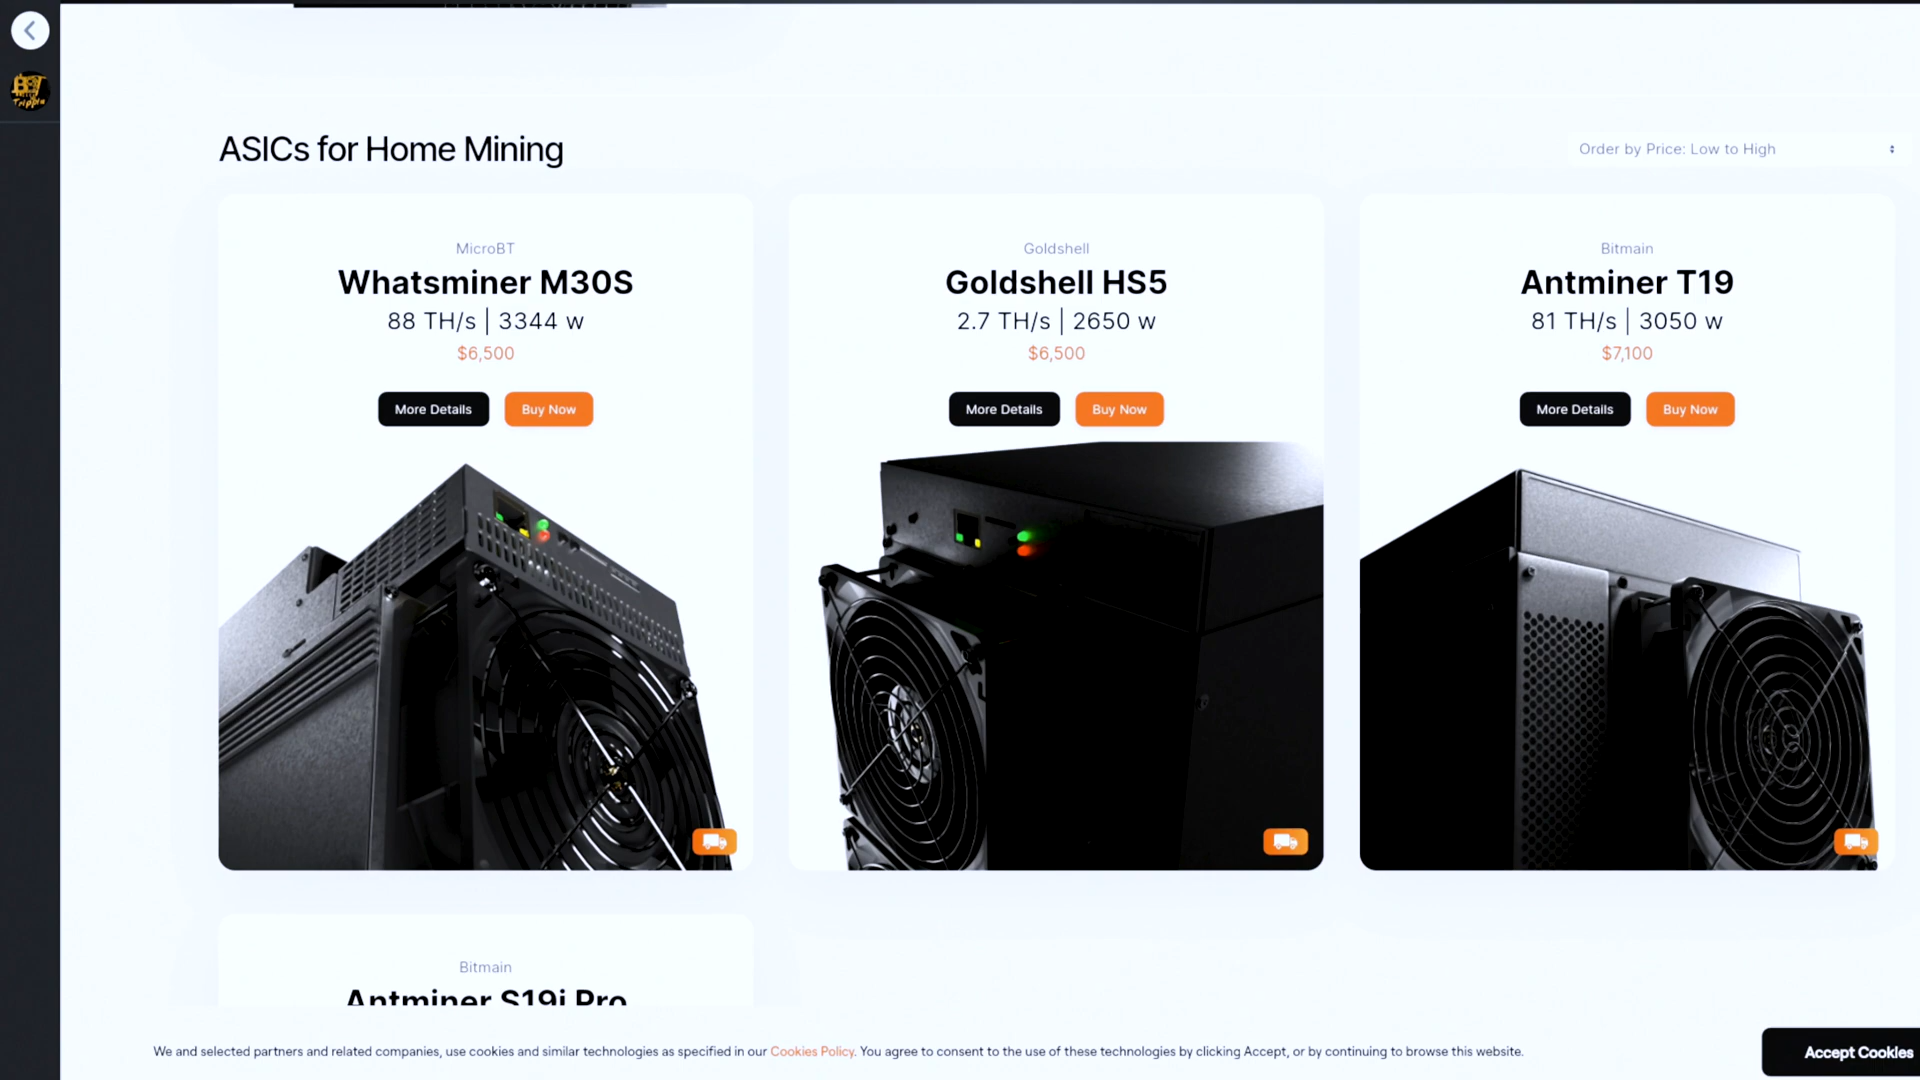 ASICs for Home Mining
Order by Price: Low to High
MicroBT
Whatsminer M30S
88 TH/s | 3344 w
$6,500
More Details
Buy Now
Goldshell
Goldshell HS5
2.7 TH/s | 2650 w
$6,500
More Details
Buy Now
Bitmain
Antminer T19
81 TH/s | 3050 w
$7,100
More Details
Buy Now
Bitmain
Antminer S19j Pro
We and selected partners and related companies, use cookies and similar technologies as specified in our Cookies Policy. You agree to consent to the use of these technologies by clicking Accept, or by continuing to browse this website.
Accept Cookies